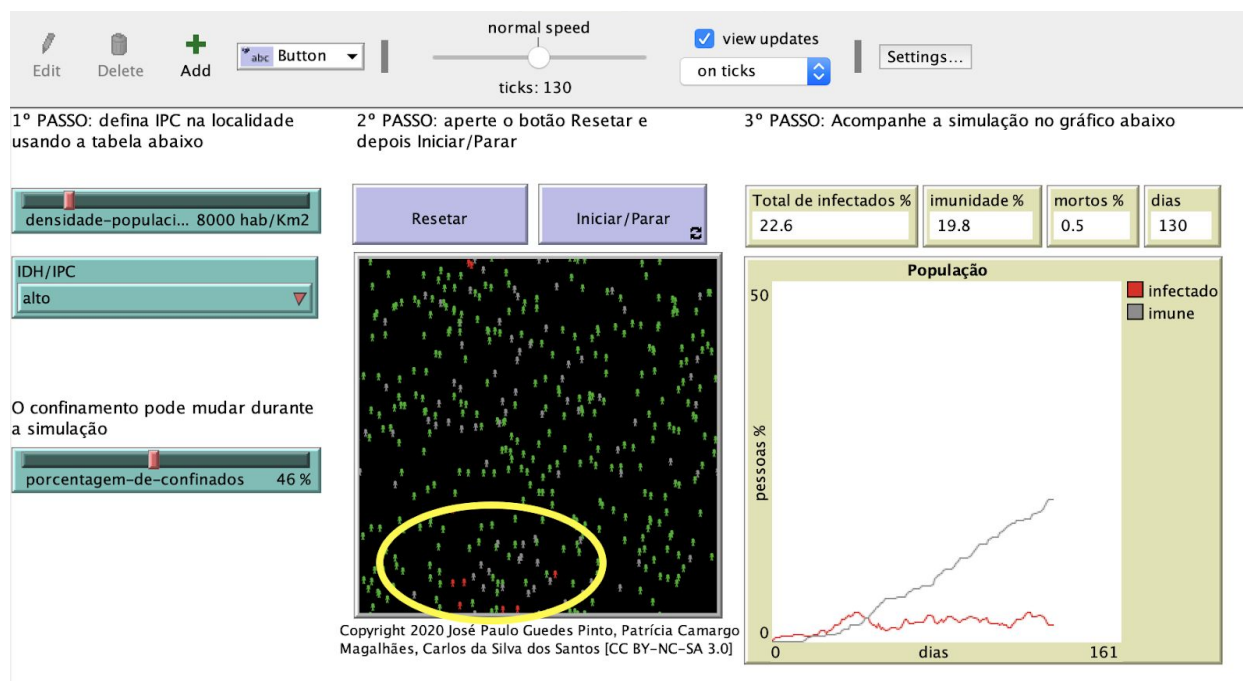 normal speed
view updates
Edit
Delete
Add
abc Button
on ticks
Settings...
ticks: 130
1º PASSO: defina IPC na localidade
usando a tabela abaixo
2º PASSO: aperte o botão Resetar e
depois Iniciar/Parar
3º PASSO: Acompanhe a simulação no gráfico abaixo
densidade-populaci... 8000 hab/Km2
IDH/IPC
alto
O confinamento pode mudar durante
a simulação
porcentagem-de-confinados 46 %
Resetar
Iniciar/Parar
Copyright 2020 José Paulo Guedes Pinto, Patrícia Camargo
Magalhães, Carlos da Silva dos Santos [CC BY-NC-SA 3.0]
Total de infectados %
22.6
imunidade %
19.8
mortos %
0.5
dias
130
População
50
pessoas %
0
0
dias
161
infectado
imune